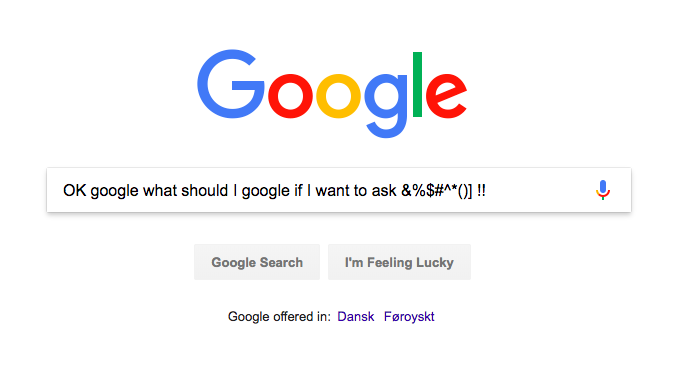 Google
OK google what should I google if I want to ask &%$#^*()] !!
Google Search I'm Feeling Lucky
Google offered in: Dansk Føroyskt